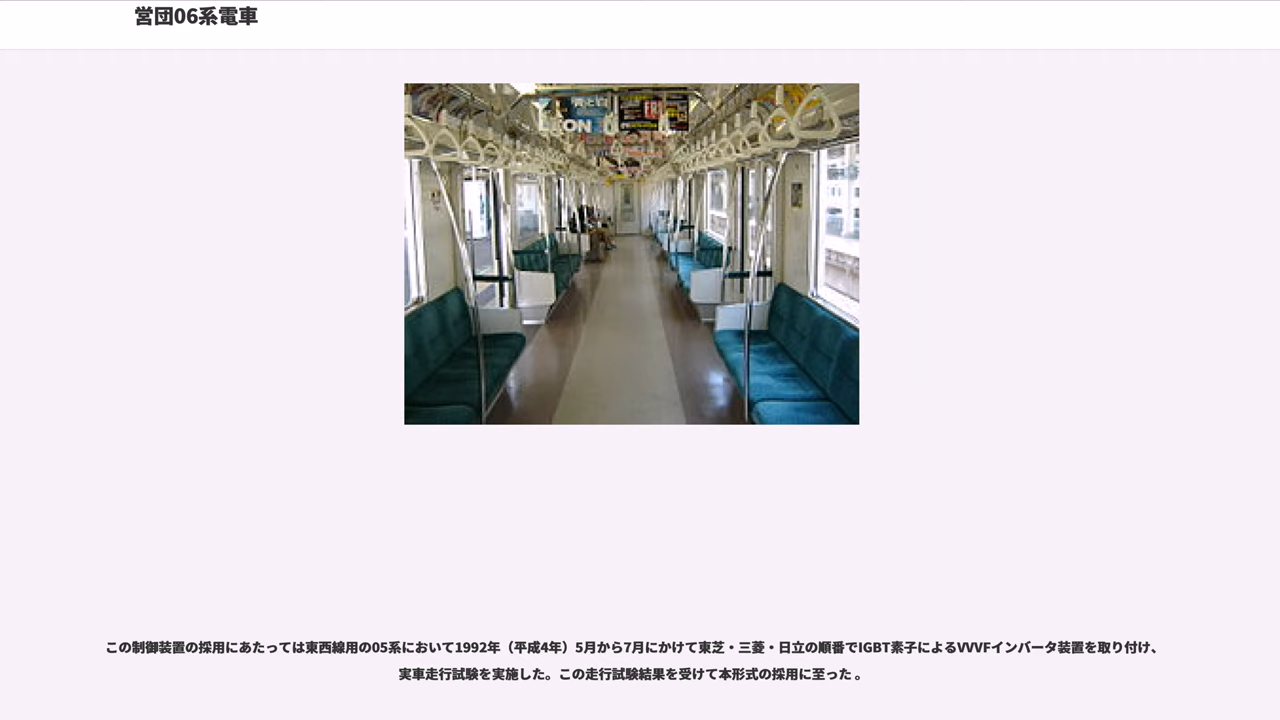 営団06系電車
LEON
この制御装置の採用にあたっては東西線用の05系において1992年（平成4年）5月から7月にかけて東芝・三菱・日立の順番でIGBT素子によるVVVFインバータ装置を取り付け、
実車走行試験を実施した。この走行試験結果を受けて本形式の採用に至った 。